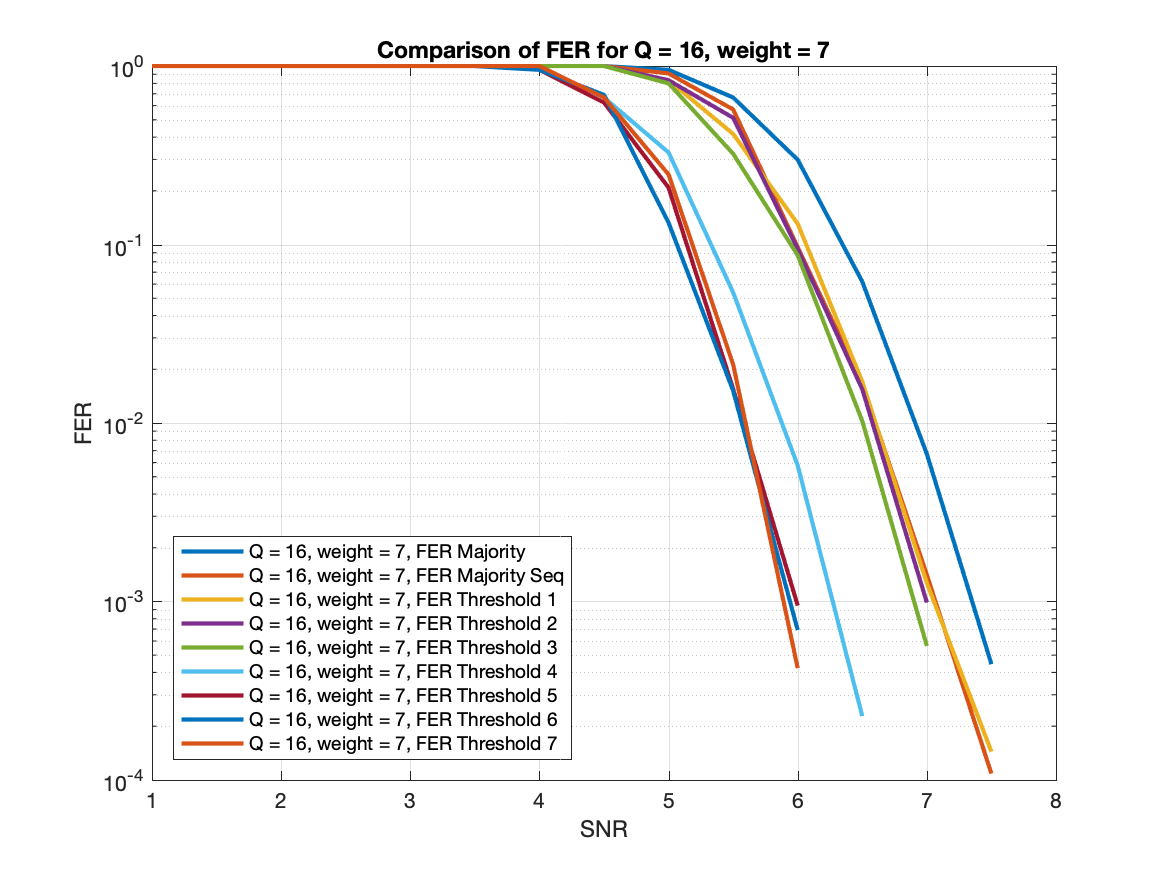 Comparison of FER for Q = 16, weight = 7
10^0
10^-1
10^-2
10^-3
10^-4
FER
Q = 16, weight = 7, FER Majority
Q = 16, weight = 7, FER Majority Seq
Q = 16, weight = 7, FER Threshold 1
Q = 16, weight = 7, FER Threshold 2
Q = 16, weight = 7, FER Threshold 3
Q = 16, weight = 7, FER Threshold 4
Q = 16, weight = 7, FER Threshold 5
Q = 16, weight = 7, FER Threshold 6
Q = 16, weight = 7, FER Threshold 7
1 2 3 4 5 6 7 8
SNR